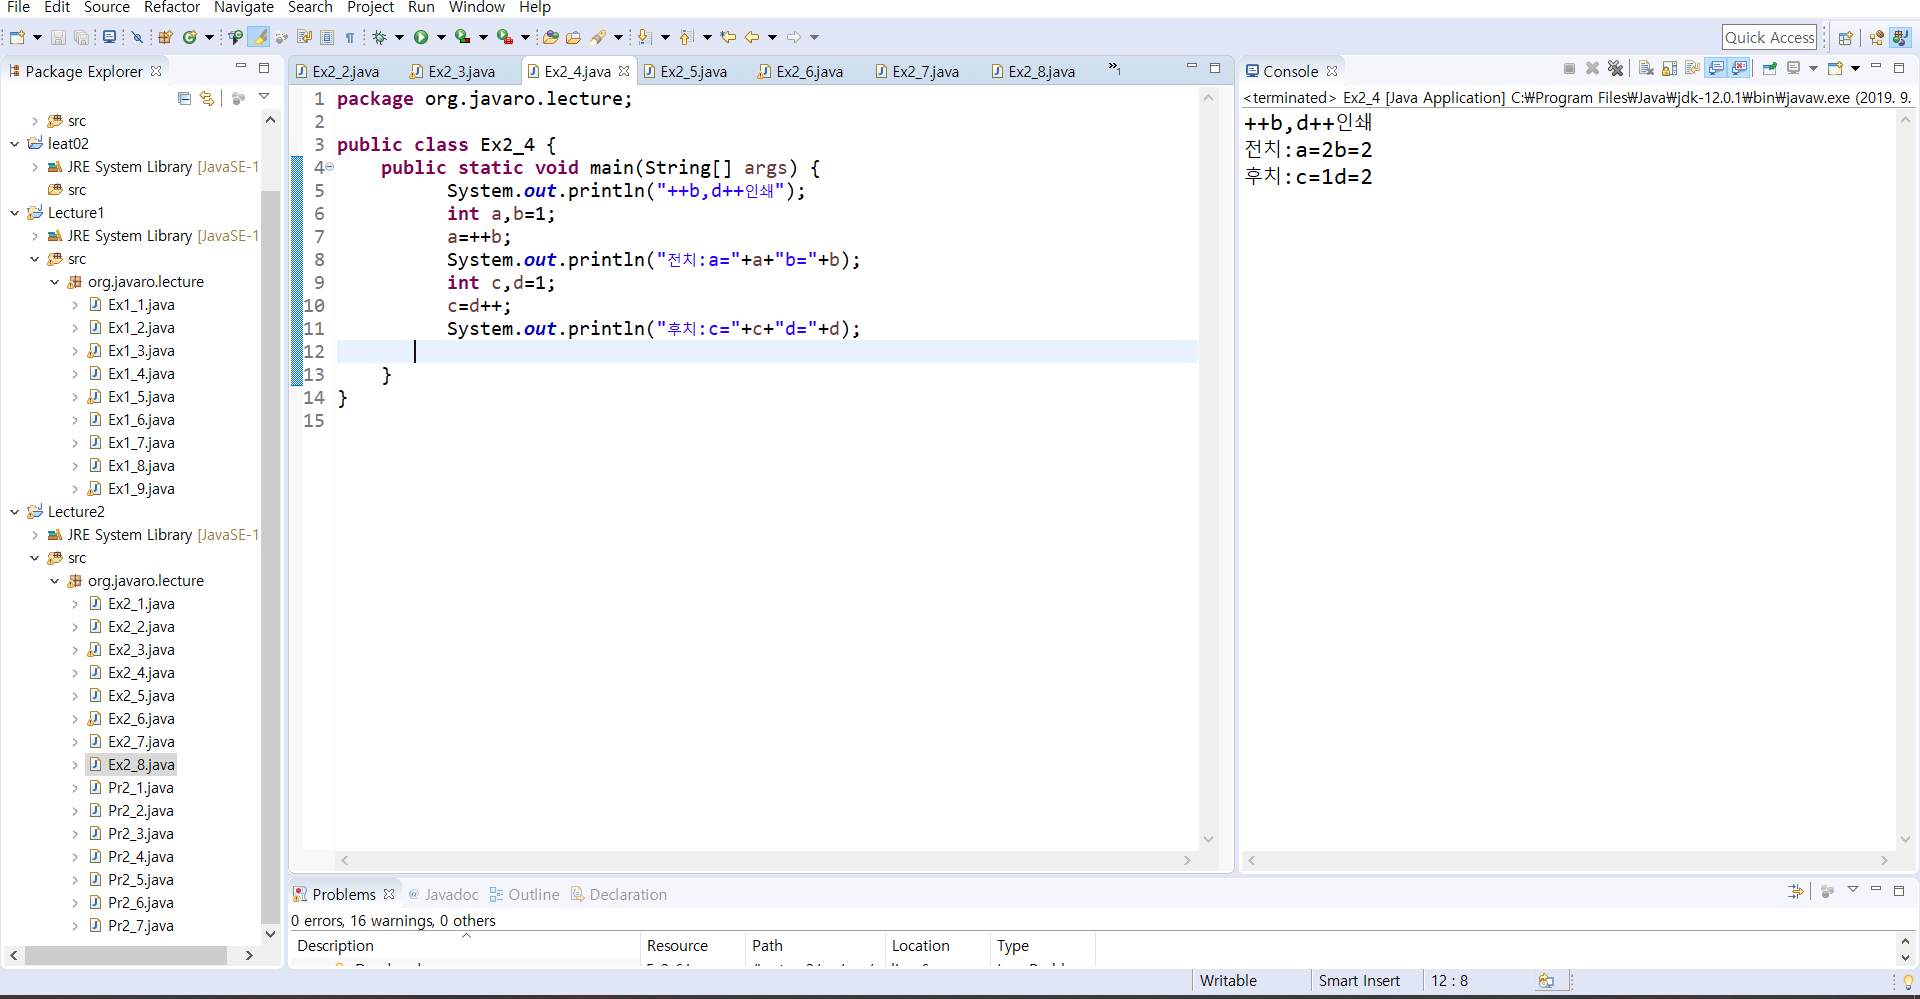 File Edit Source Refactor Navigate Search Project Run Window Help
Quick Access
Package Explorer
src
leat02
JRE System Library [JavaSE-1
src
Lecture1
JRE System Library [JavaSE-1
src
org.javaro.lecture
Ex1_1.java
Ex1_2.java
Ex1_3.java
Ex1_4.java
Ex1_5.java
Ex1_6.java
Ex1_7.java
Ex1_8.java
Ex1_9.java
Lecture2
JRE System Library [JavaSE-1
src
org.javaro.lecture
Ex2_1.java
Ex2_2.java
Ex2_3.java
Ex2_4.java
Ex2_5.java
Ex2_6.java
Ex2_7.java
Ex2_8.java
Pr2_1.java
Pr2_2.java
Pr2_3.java
Pr2_4.java
Pr2_5.java
Pr2_6.java
Pr2_7.java
Ex2_2.java Ex2_3.java Ex2_4.java Ex2_5.java Ex2_6.java Ex2_7.java Ex2_8.java »1
1 package org.javaro.lecture;
2
3 public class Ex2_4 {
4 public static void main(String[] args) {
5 System.out.println("++b,d++인쇄");
6 int a,b=1;
7 a=++b;
8 System.out.println("전치:a="+a+"b="+b);
9 int c,d=1;
10 c=d++;
11 System.out.println("후치:c="+c+"d="+d);
12
13 }
14 }
15
Console
<terminated> Ex2_4 [Java Application] C:₩Program Files₩Java₩jdk-12.0.1₩bin₩javaw.exe (2019. 9.
++b,d++인쇄
전치:a=2b=2
후치:c=1d=2
Problems @ Javadoc Outline Declaration
0 errors, 16 warnings, 0 others
Description Resource Path Location Type
Writable Smart Insert 12 : 8